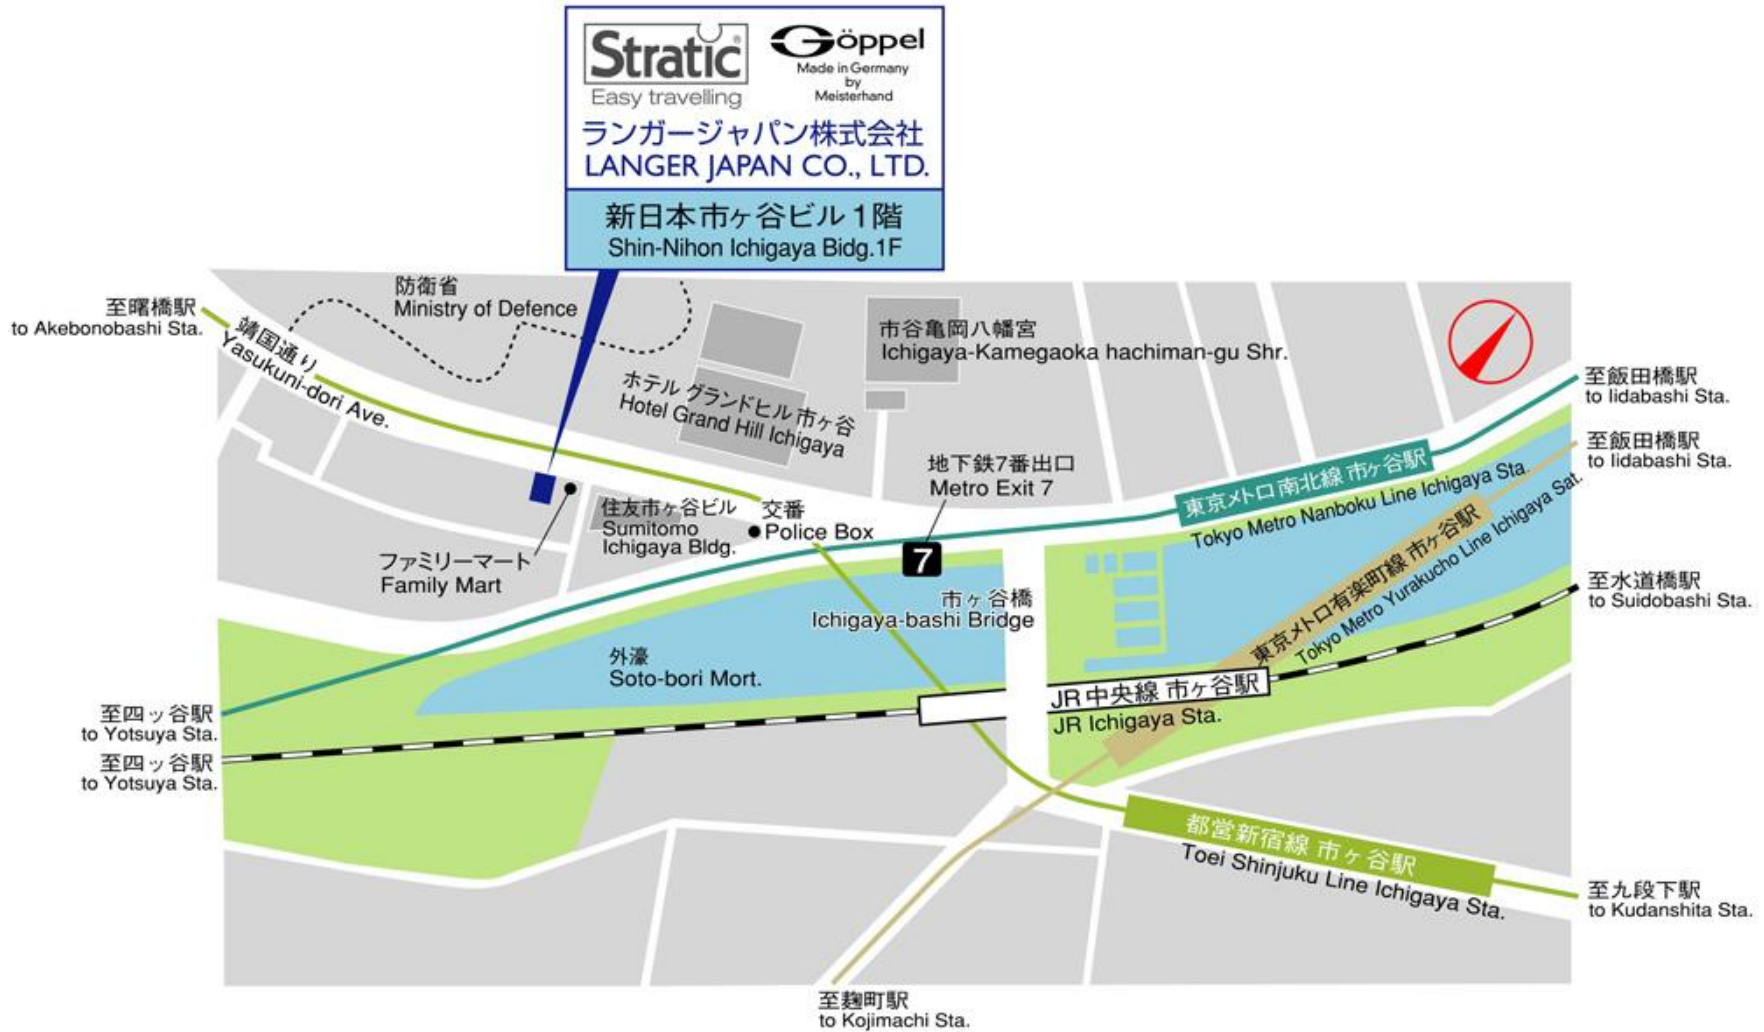 Stratic®
Easy travelling
Göppel
Made in Germany
by
Meisterhand
ランガージャパン株式会社
LANGER JAPAN CO., LTD.
新日本市ヶ谷ビル1階
Shin-Nihon Ichigaya Bidg.1F
防衛省
Ministry of Defence
至曙橋駅
to Akebonobashi Sta.
靖国通り
Yasukuni-dori Ave.
市谷亀岡八幡宮
Ichigaya-Kamegaoka hachiman-gu Shr.
ホテル グランドヒル 市ヶ谷
Hotel Grand Hill Ichigaya
至飯田橋駅
to Iidabashi Sta.
至飯田橋駅
to Iidabashi Sta.
地下鉄7番出口
Metro Exit 7
東京メトロ南北線 市ヶ谷駅
Tokyo Metro Nanboku Line Ichigaya Sta.
住友市ヶ谷ビル
Sumitomo
Ichigaya Bldg.
交番
Police Box
7
東京メトロ有楽町線 市ヶ谷駅
Tokyo Metro Yurakucho Line Ichigaya Sat.
ファミリーマート
Family Mart
市ヶ谷橋
Ichigaya-bashi Bridge
至水道橋駅
to Suidobashi Sta.
外濠
Soto-bori Mort.
JR中央線 市ヶ谷駅
JR Ichigaya Sta.
至四ッ谷駅
to Yotsuya Sta.
至四ッ谷駅
to Yotsuya Sta.
都営新宿線 市ヶ谷駅
Toei Shinjuku Line Ichigaya Sta.
至九段下駅
to Kudanshita Sta.
至麹町駅
to Kojimachi Sta.